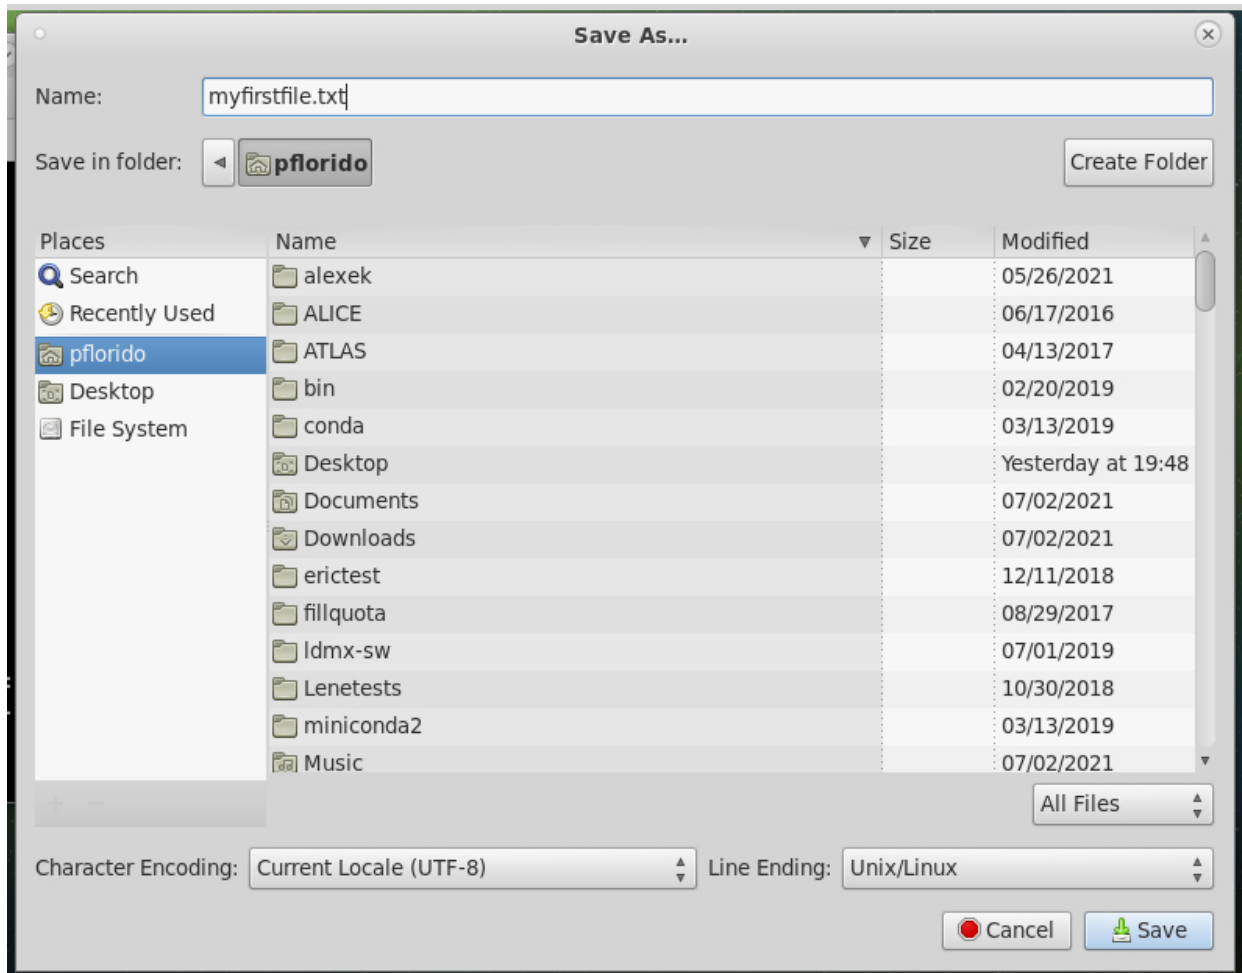 Save As...
Name: myfirstfile.txt
Save in folder: pflorido Create Folder
Places Name Size Modified
Search alexek 05/26/2021
Recently Used ALICE 06/17/2016
pflorido ATLAS 04/13/2017
Desktop bin 02/20/2019
File System conda 03/13/2019
Desktop Yesterday at 19:48
Documents 07/02/2021
Downloads 07/02/2021
erictest 12/11/2018
fillquota 08/29/2017
ldmx-sw 07/01/2019
Lenetests 10/30/2018
miniconda2 03/13/2019
Music 07/02/2021
All Files
Character Encoding: Current Locale (UTF-8) Line Ending: Unix/Linux
Cancel Save